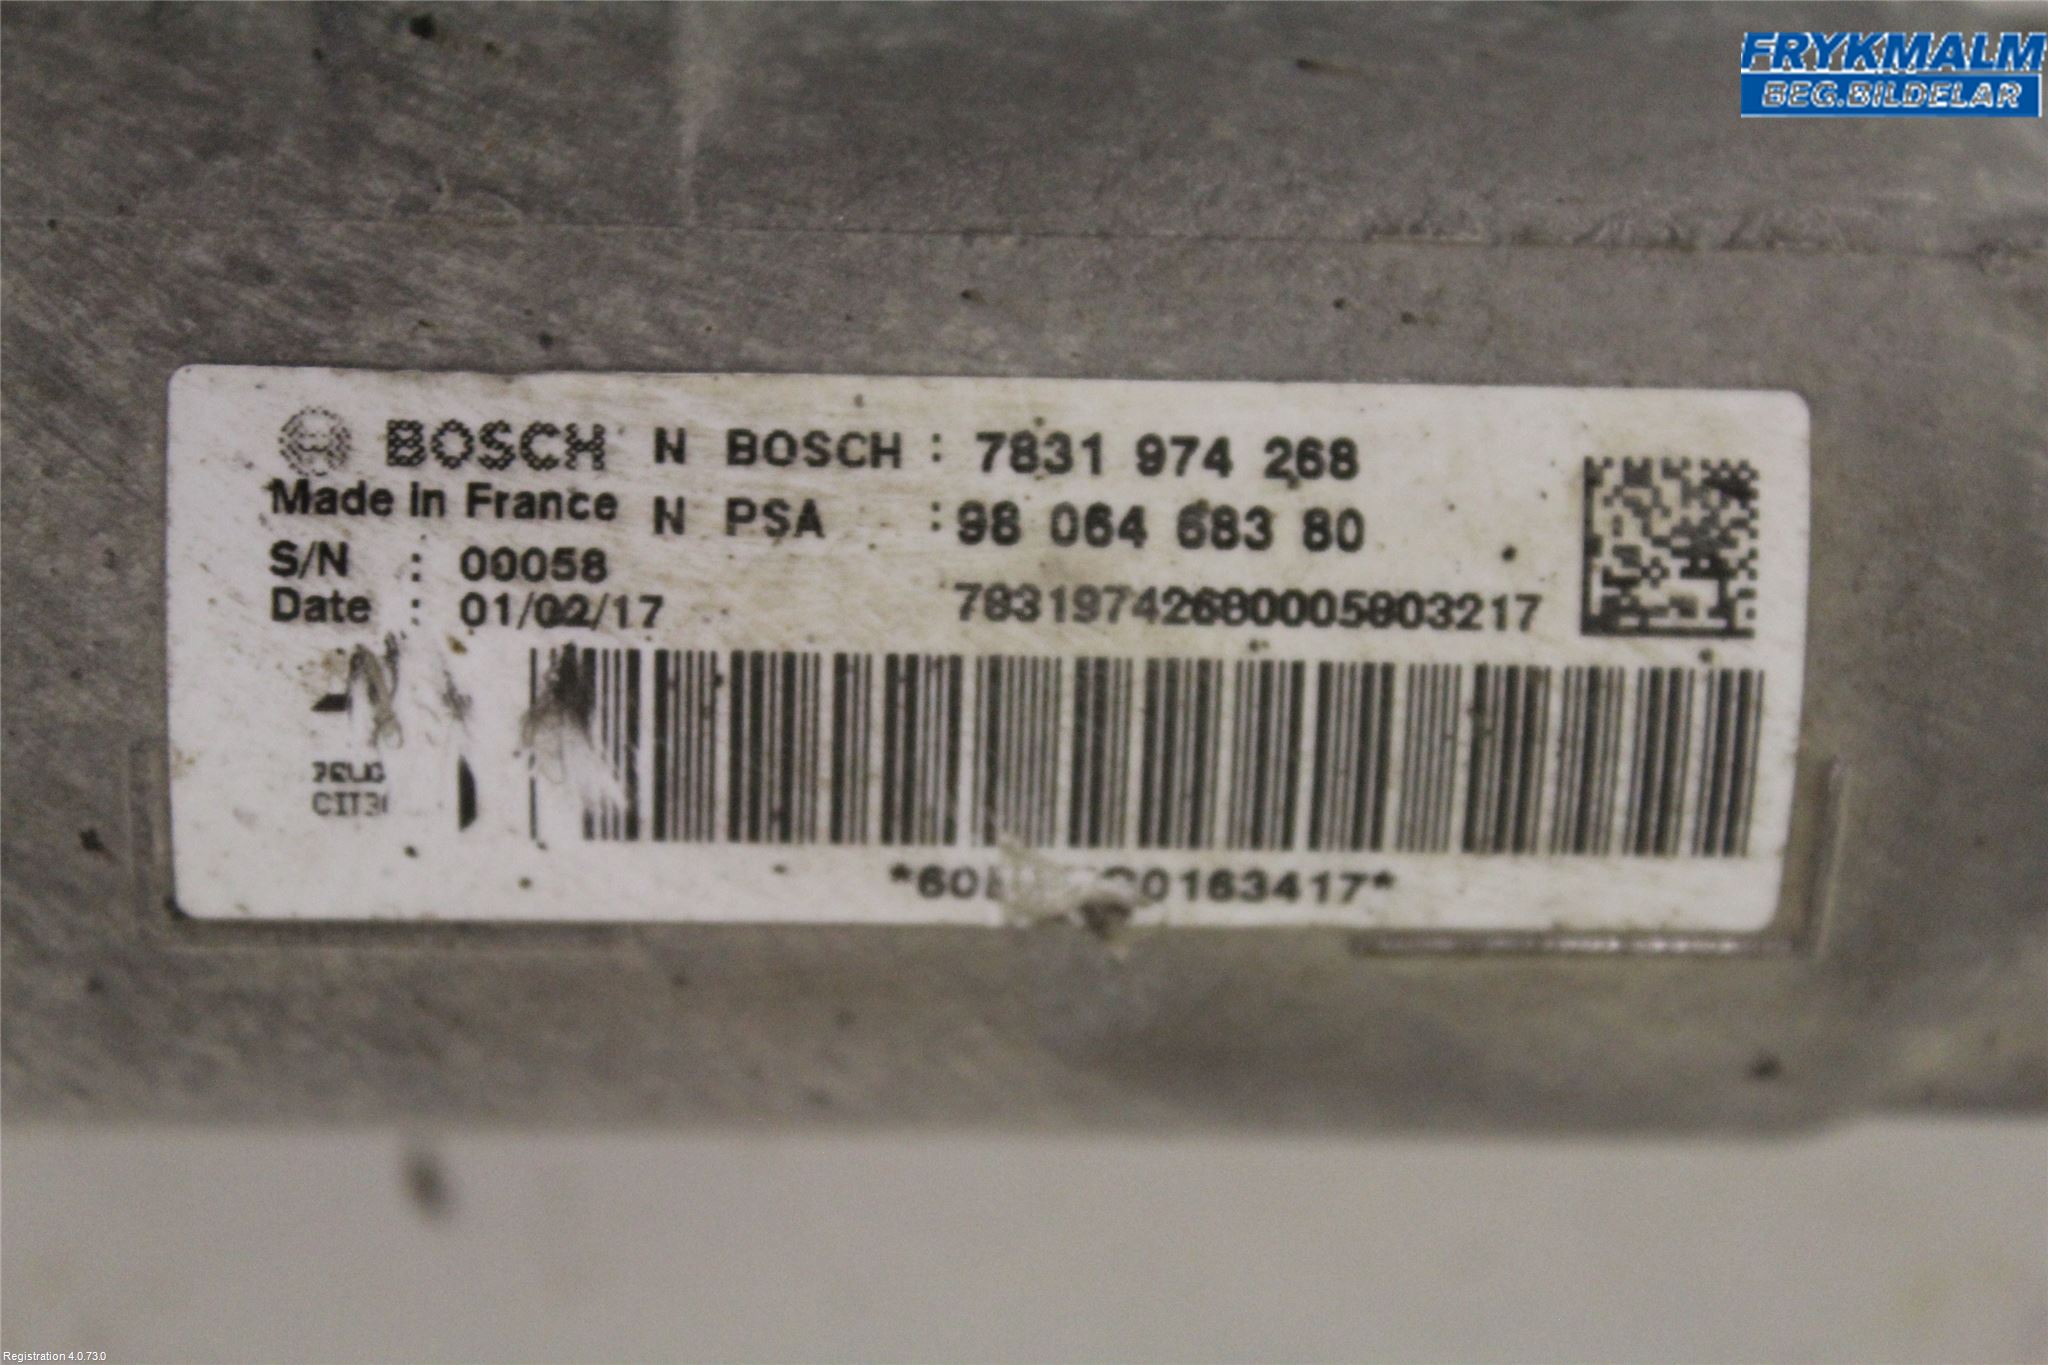 FRYKMALM
BEG.BILDELAR
BOSCH N BOSCH : 7831 974 268
Made in France N PSA : 98 064 683 80
S/N : 00058
Date : 01/02/17 78319742680005803217
Registration 4.0.73.0